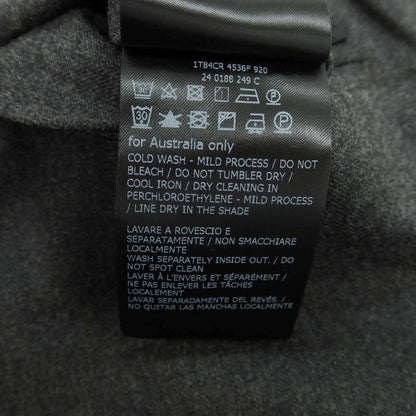 1TB4CR 4536F 920
24 0188 249 C
30
for Australia only
COLD WASH - MILD PROCESS / DO NOT
BLEACH / DO NOT TUMBLER DRY /
COOL IRON / DRY CLEANING IN
PERCHLOROETHYLENE - MILD PROCESS
/ LINE DRY IN THE SHADE
LAVARE A ROVESCIO E
SEPARATAMENTE / NON SMACCHIARE
LOCALMENTE
WASH SEPARATELY INSIDE OUT. / DO
NOT SPOT CLEAN
LAVER À L'ENVERS ET SÉPARÉMENT /
NE PAS ENLEVER LES TÂCHES
LOCALEMENT
LAVAR SEPARADAMENTE DEL REVÉS. /
NO QUITAR LAS MANCHAS LOCALMENTE